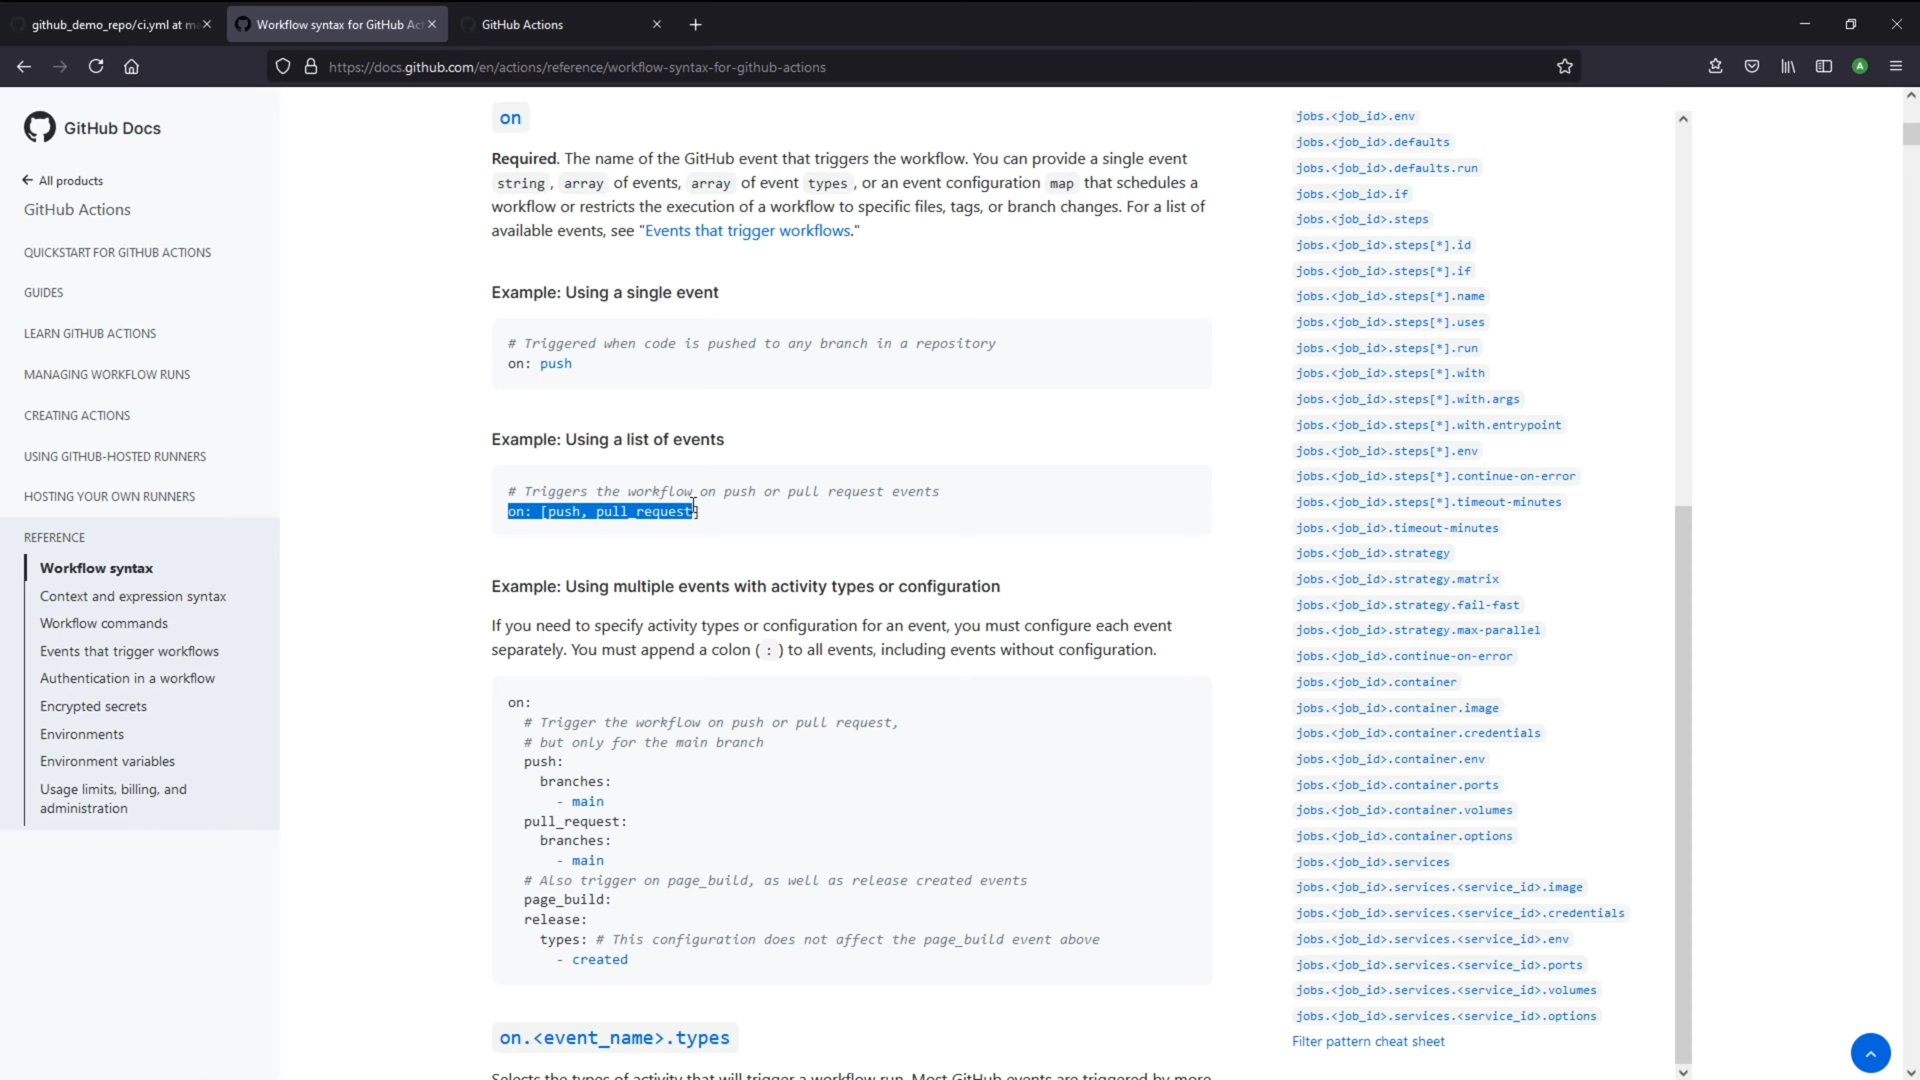 github_demo_repo/ci.yml at m
Workflow syntax for GitHub Ac
GitHub Actions
https://docs.github.com/en/actions/reference/workflow-syntax-for-github-actions
A
GitHub Docs
All products
GitHub Actions
QUICKSTART FOR GITHUB ACTIONS
GUIDES
LEARN GITHUB ACTIONS
MANAGING WORKFLOW RUNS
CREATING ACTIONS
USING GITHUB-HOSTED RUNNERS
HOSTING YOUR OWN RUNNERS
REFERENCE
Workflow syntax
Context and expression syntax
Workflow commands
Events that trigger workflows
Authentication in a workflow
Encrypted secrets
Environments
Environment variables
Usage limits, billing, and
administration
on
Required. The name of the GitHub event that triggers the workflow. You can provide a single event
string, array of events, array of event types, or an event configuration map that schedules a
workflow or restricts the execution of a workflow to specific files, tags, or branch changes. For a list of
available events, see "Events that trigger workflows."
Example: Using a single event
# Triggered when code is pushed to any branch in a repository
on: push
Example: Using a list of events
# Triggers the workflow on push or pull request events
on: [push, pull_request]
Example: Using multiple events with activity types or configuration
If you need to specify activity types or configuration for an event, you must configure each event
separately. You must append a colon (:) to all events, including events without configuration.
on:
# Trigger the workflow on push or pull request,
# but only for the main branch
push:
branches:
- main
pull_request:
branches:
- main
# Also trigger on page_build, as well as release created events
page_build:
release:
types: # This configuration does not affect the page_build event above
- created
on.<event_name>.types
Selects the types of activity that will trigger a workflow run. Most GitHub events are triggered by more
jobs.<job_id>.env
jobs.<job_id>.defaults
jobs.<job_id>.defaults.run
jobs.<job_id>.if
jobs.<job_id>.steps
jobs.<job_id>.steps[*].id
jobs.<job_id>.steps[*].if
jobs.<job_id>.steps[*].name
jobs.<job_id>.steps[*].uses
jobs.<job_id>.steps[*].run
jobs.<job_id>.steps[*].with
jobs.<job_id>.steps[*].with.args
jobs.<job_id>.steps[*].with.entrypoint
jobs.<job_id>.steps[*].env
jobs.<job_id>.steps[*].continue-on-error
jobs.<job_id>.steps[*].timeout-minutes
jobs.<job_id>.timeout-minutes
jobs.<job_id>.strategy
jobs.<job_id>.strategy.matrix
jobs.<job_id>.strategy.fail-fast
jobs.<job_id>.strategy.max-parallel
jobs.<job_id>.continue-on-error
jobs.<job_id>.container
jobs.<job_id>.container.image
jobs.<job_id>.container.credentials
jobs.<job_id>.container.env
jobs.<job_id>.container.ports
jobs.<job_id>.container.volumes
jobs.<job_id>.container.options
jobs.<job_id>.services
jobs.<job_id>.services.<service_id>.image
jobs.<job_id>.services.<service_id>.credentials
jobs.<job_id>.services.<service_id>.env
jobs.<job_id>.services.<service_id>.ports
jobs.<job_id>.services.<service_id>.volumes
jobs.<job_id>.services.<service_id>.options
Filter pattern cheat sheet